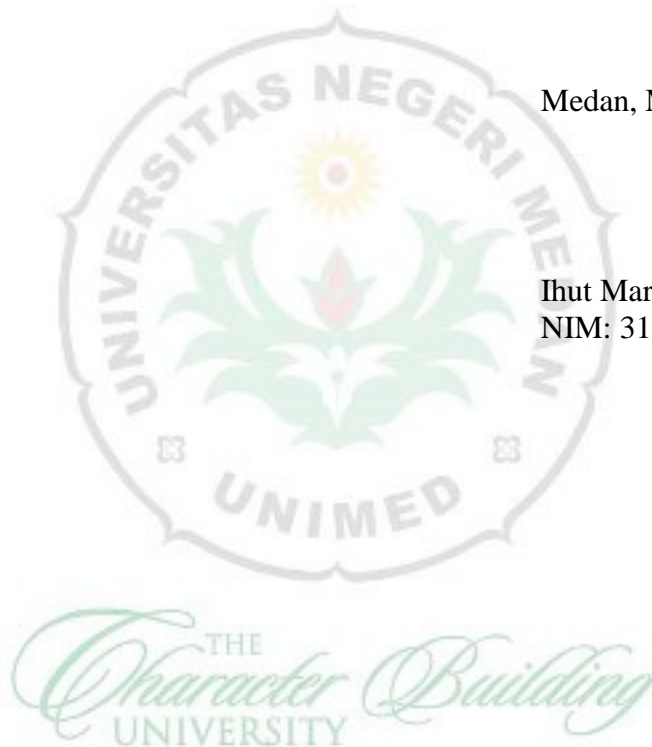 UNIVERSITAS NEGERI MEDAN
Medan, M
Ihut Mar
NIM: 31
UNIMED
THE
Character Building
UNIVERSITY